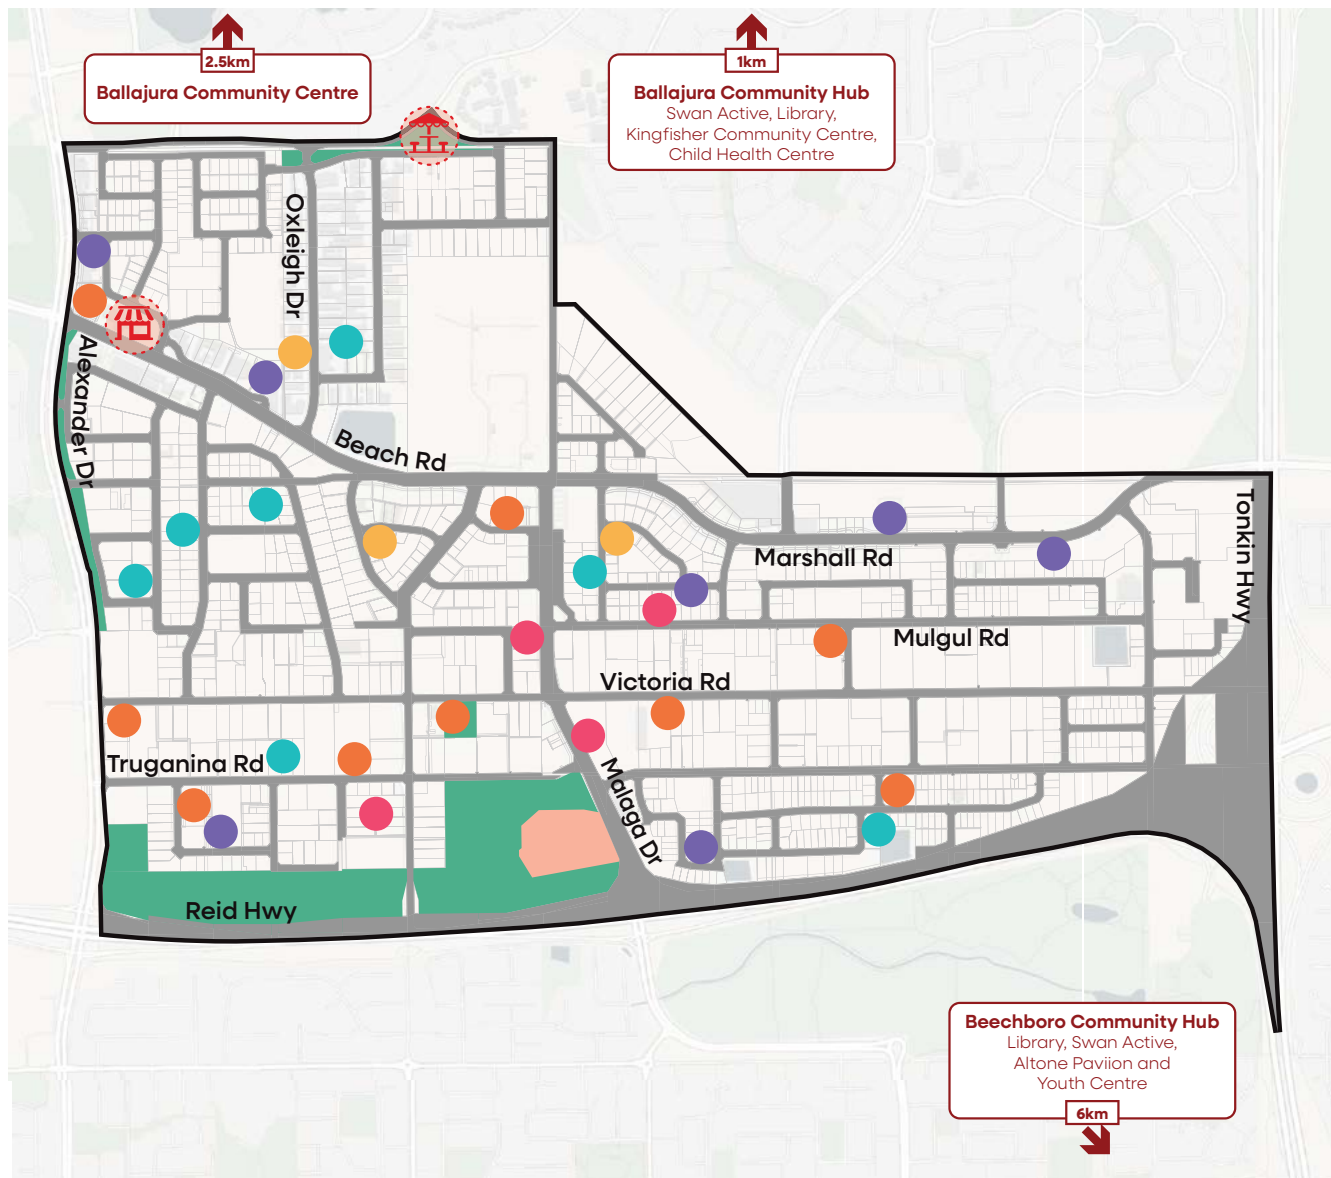 2.5km
Ballajura Community Centre
1km
Ballajura Community Hub
Swan Active, Library,
Kingfisher Community Centre,
Child Health Centre
Oxleigh Dr
Alexander Dr
Beach Rd
Marshall Rd
Tonkin Hwy
Mulgul Rd
Victoria Rd
Truganina Rd
Malaga Dr
Reid Hwy
Beechboro Community Hub
Library, Swan Active,
Altone Paviion and
Youth Centre
6km